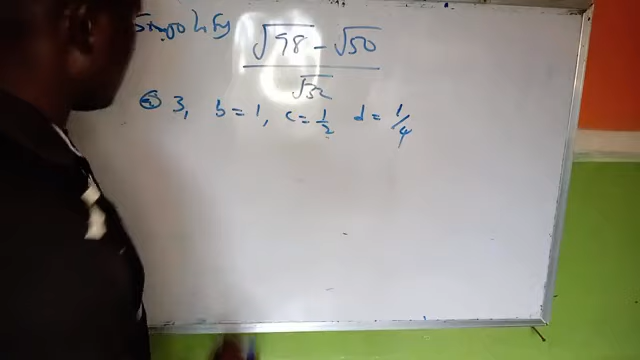 Simplify √98 - √50 / √32
a 3, b = 1, c = 1/2 d = 1/4